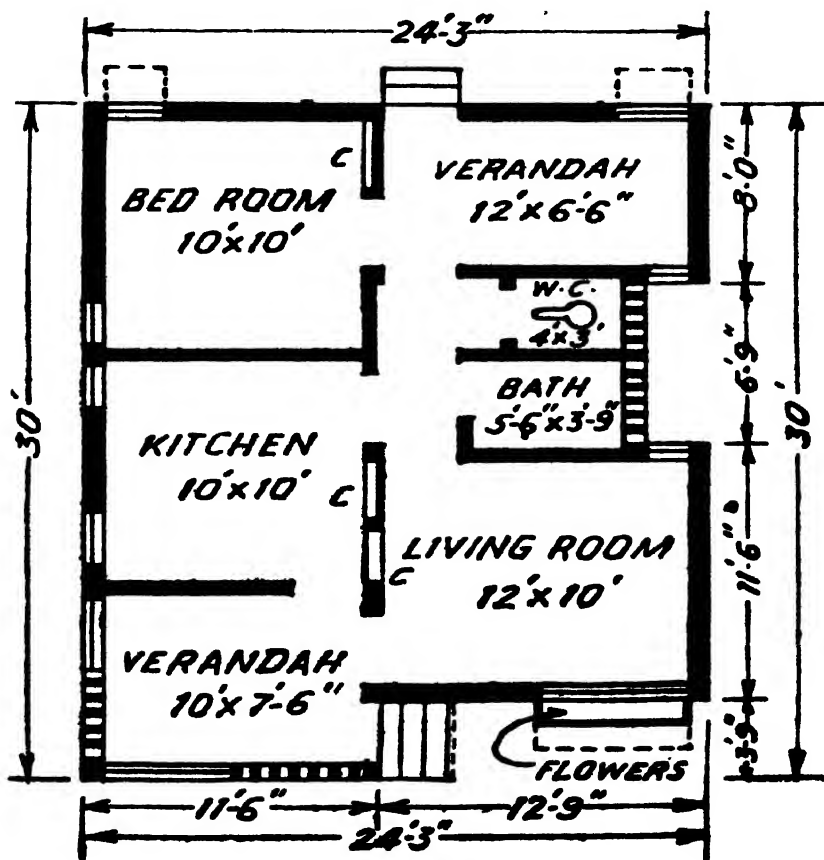 24'-3"
C
BED ROOM
10'x10'
VERANDAH
12'x6'-6"
8'-0"
W.C.
4'x3'
6'-9"
BATH
5'-6"x3'-9"
30'
30'
KITCHEN
10'x10'
C
LIVING ROOM
12'x10'
C
11'-6"
VERANDAH
10'x7'-6"
3'-9"
FLOWERS
11'-6"
12'-9"
24'-3"